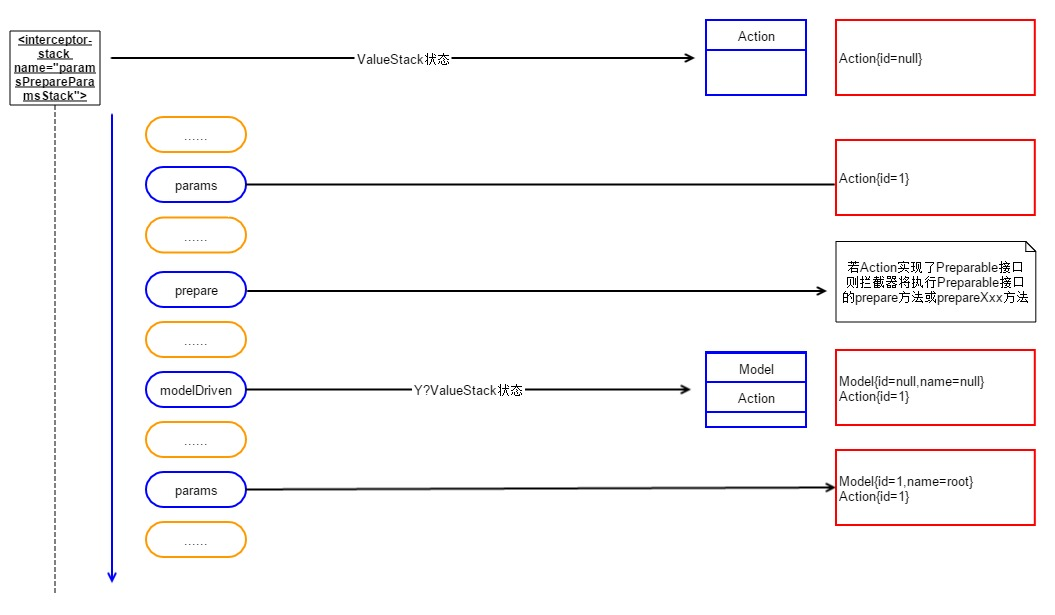 <interceptor-
stack
name="param
sPreparePara
msStack">
ValueStack状态
Action
Action{id=null}
......
params
Action{id=1}
......
prepare
若Action实现了Preparable接口
则拦截器将执行Preparable接口
的prepare方法或prepareXxx方法
......
modelDriven
Y?ValueStack状态
Model
Action
Model{id=null,name=null}
Action{id=1}
......
params
Model{id=1,name=root}
Action{id=1}
......